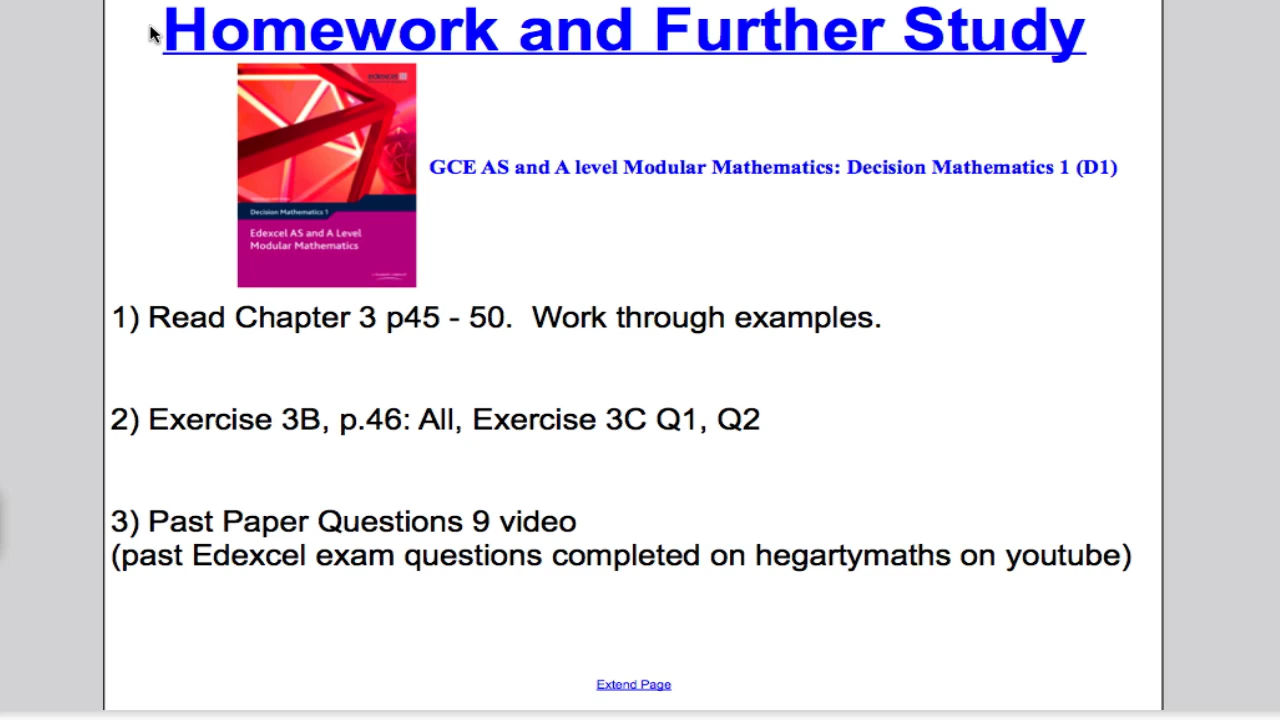 Homework and Further Study
edexcel
GCE AS and A level Modular Mathematics: Decision Mathematics 1 (D1)
Decision Mathematics 1
Edexcel AS and A Level
Modular Mathematics
1) Read Chapter 3 p45 - 50.  Work through examples.
2) Exercise 3B, p.46: All, Exercise 3C Q1, Q2
3) Past Paper Questions 9 video
(past Edexcel exam questions completed on hegartymaths on youtube)
Extend Page